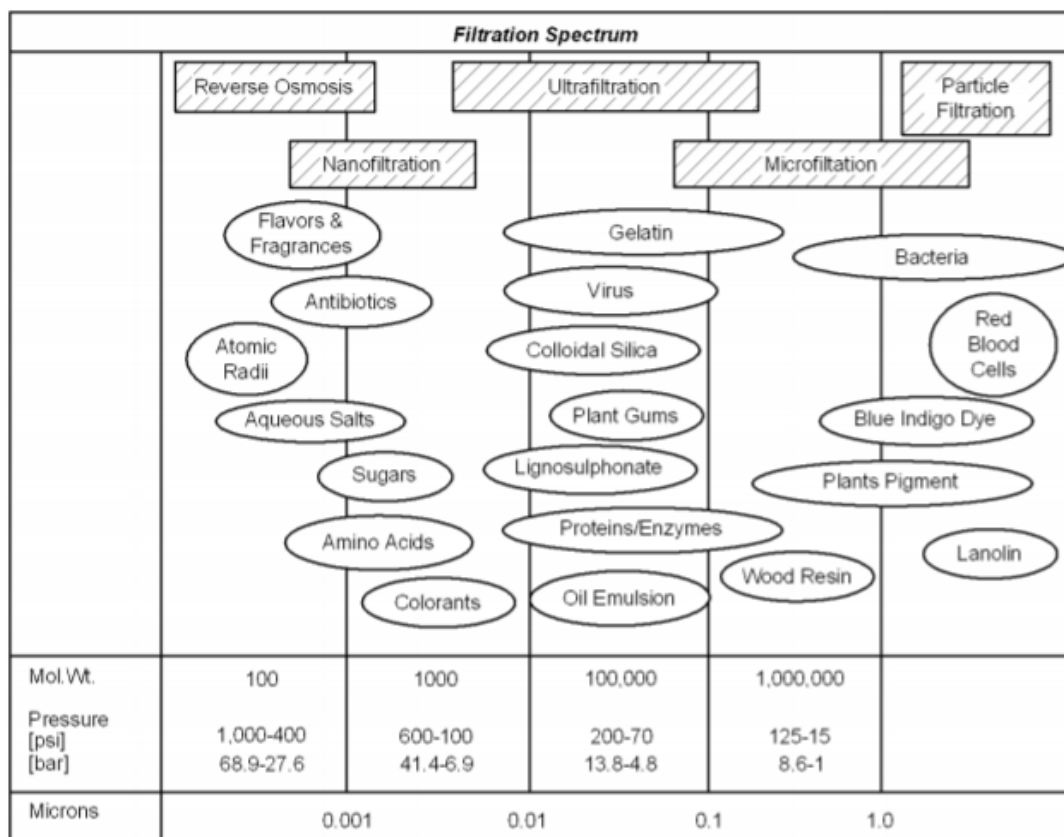 Filtration Spectrum
Reverse Osmosis
Ultrafiltration
Particle
Filtration
Nanofiltration
Microfiltation
Flavors &
Fragrances
Gelatin
Bacteria
Antibiotics
Virus
Atomic
Radii
Colloidal Silica
Red
Blood
Cells
Aqueous Salts
Plant Gums
Blue Indigo Dye
Sugars
Lignosulphonate
Plants Pigment
Amino Acids
Proteins/Enzymes
Lanolin
Colorants
Oil Emulsion
Wood Resin
Mol.Wt. 100 1000 100,000 1,000,000
Pressure
[psi] 1,000-400 600-100 200-70 125-15
[bar] 68.9-27.6 41.4-6.9 13.8-4.8 8.6-1
Microns 0.001 0.01 0.1 1.0